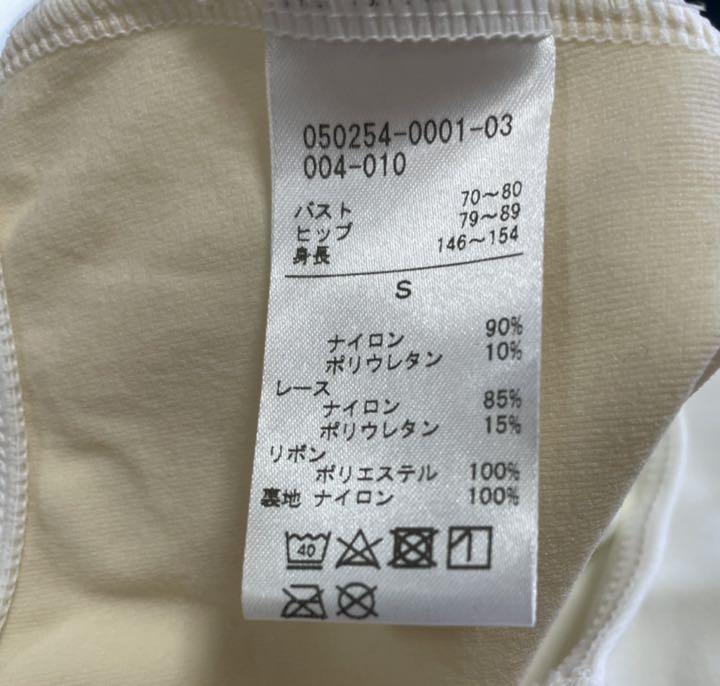 050254-0001-03
004-010
バスト 70～80
ヒップ 79～89
身長 146～154
S
ナイロン 90%
ポリウレタン 10%
レース
ナイロン 85%
ポリウレタン 15%
リボン
ポリエステル 100%
裏地 ナイロン 100%
40